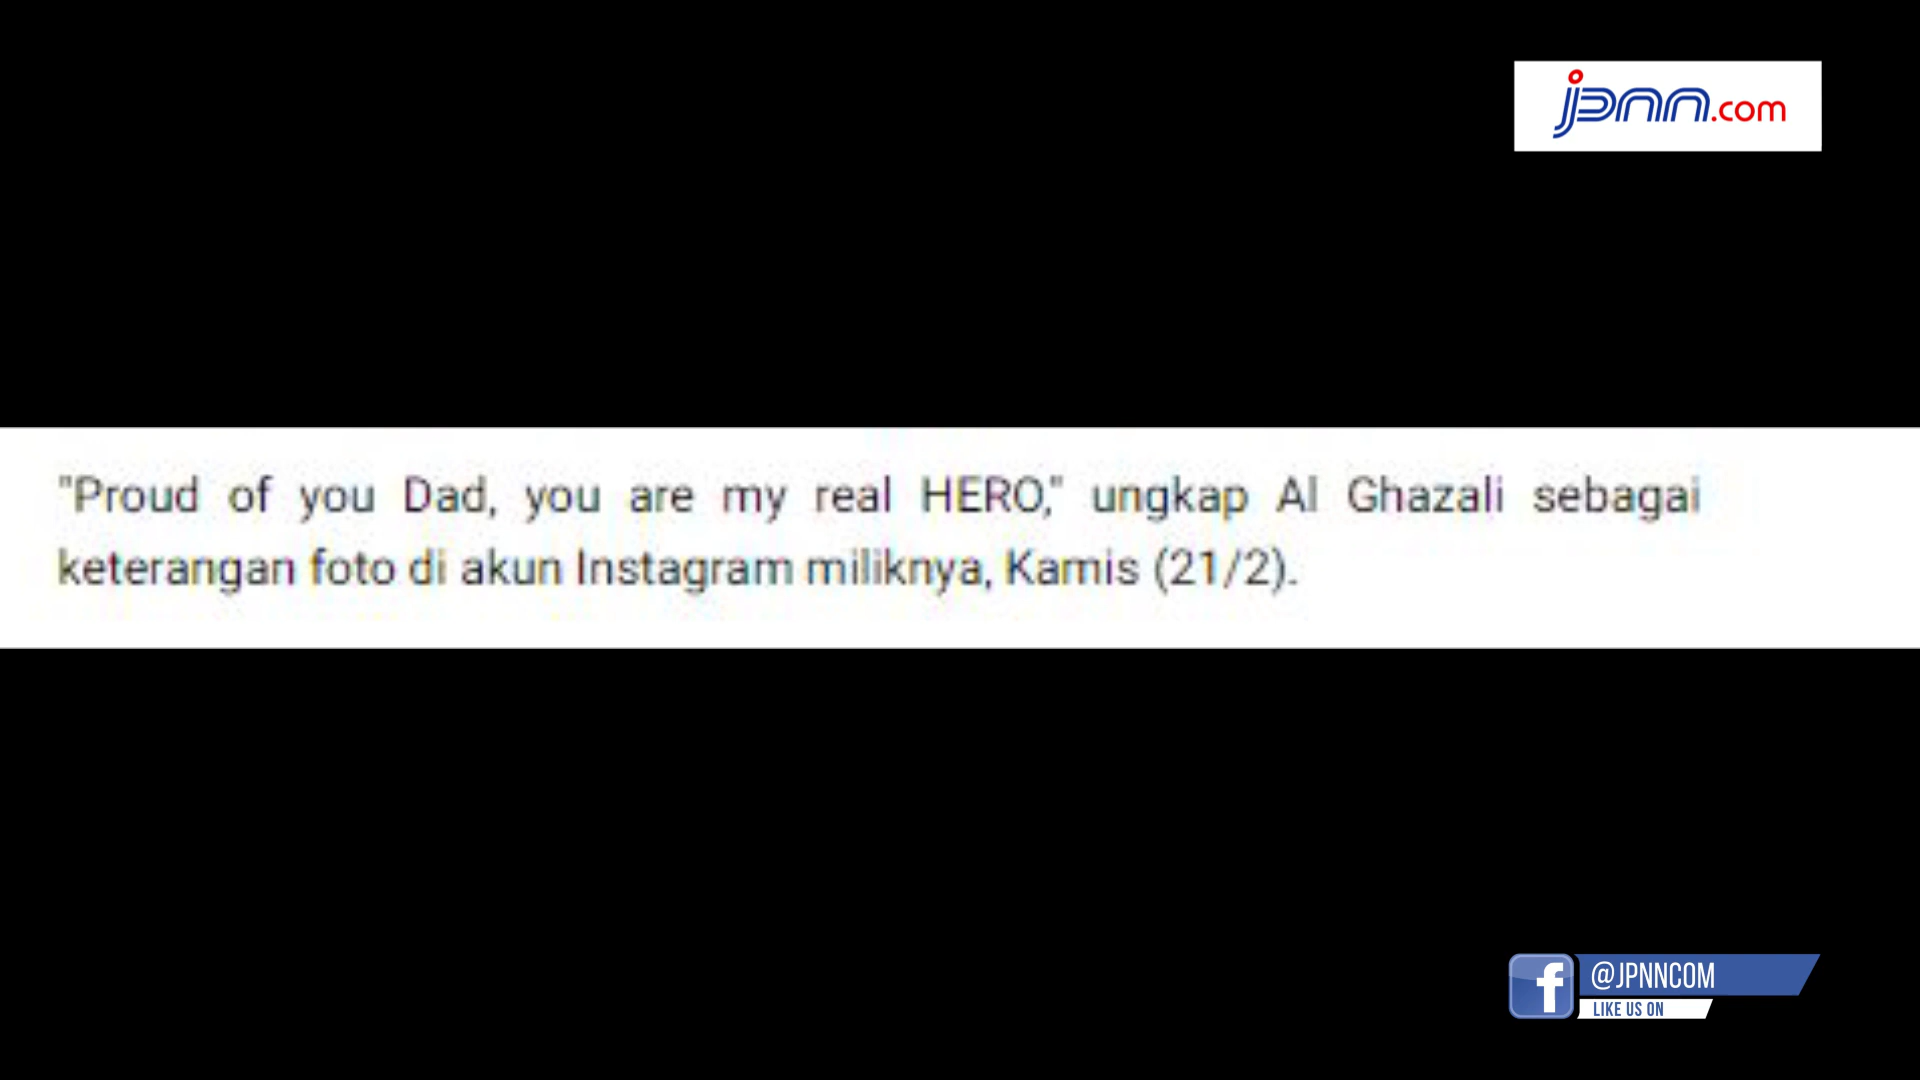 jpnn.com
"Proud of you Dad, you are my real HERO," ungkap Al Ghazali sebagai
keterangan foto di akun Instagram miliknya, Kamis (21/2).
f
@JPNNCOM
LIKE US ON